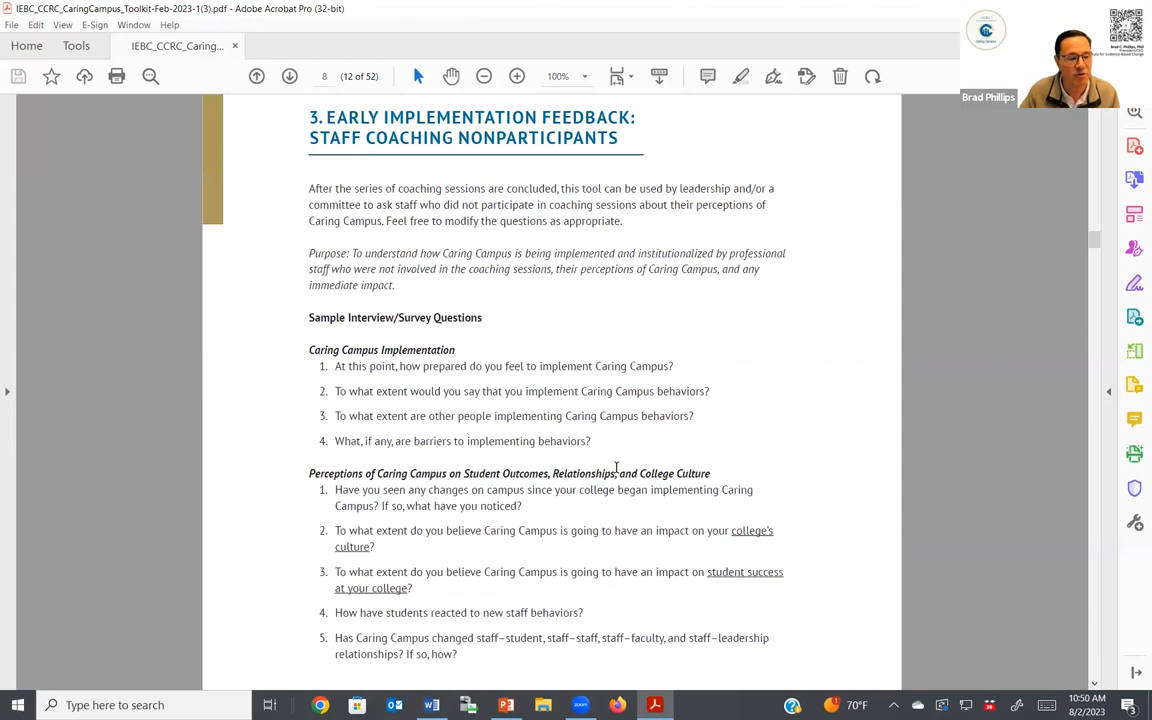 IEBC_CCRC_CaringCampus_Toolkit-Feb-2023-1(3).pdf - Adobe Acrobat Pro (32-bit)
File Edit View E-Sign Window Help
Home Tools IEBC_CCRC_Caring... ×
8 (12 of 52) 100%
Brad C. Phillips, PhD
President/CEO
Institute for Evidence-Based Change
Brad Phillips
3. EARLY IMPLEMENTATION FEEDBACK:
STAFF COACHING NONPARTICIPANTS
After the series of coaching sessions are concluded, this tool can be used by leadership and/or a
committee to ask staff who did not participate in coaching sessions about their perceptions of
Caring Campus. Feel free to modify the questions as appropriate.
Purpose: To understand how Caring Campus is being implemented and institutionalized by professional
staff who were not involved in the coaching sessions, their perceptions of Caring Campus, and any
immediate impact.
Sample Interview/Survey Questions
Caring Campus Implementation
1. At this point, how prepared do you feel to implement Caring Campus?
2. To what extent would you say that you implement Caring Campus behaviors?
3. To what extent are other people implementing Caring Campus behaviors?
4. What, if any, are barriers to implementing behaviors?
Perceptions of Caring Campus on Student Outcomes, Relationships, and College Culture
1. Have you seen any changes on campus since your college began implementing Caring
Campus? If so, what have you noticed?
2. To what extent do you believe Caring Campus is going to have an impact on your college's
culture?
3. To what extent do you believe Caring Campus is going to have an impact on student success
at your college?
4. How have students reacted to new staff behaviors?
5. Has Caring Campus changed staff–student, staff–staff, staff–faculty, and staff–leadership
relationships? If so, how?
Type here to search
70°F
10:50 AM
8/2/2023
3